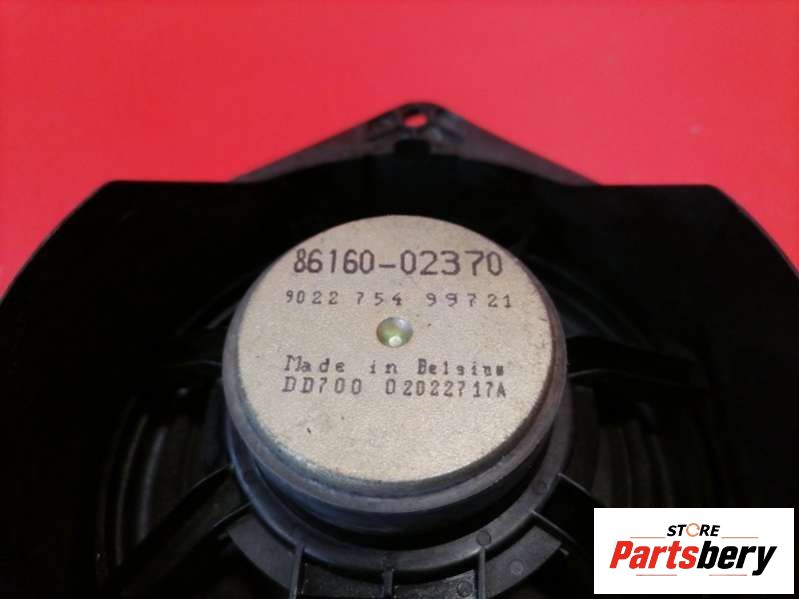 86160-02370
9022 754 99721
Made in Belgium
DD700 02022717A
STORE
Partsbery